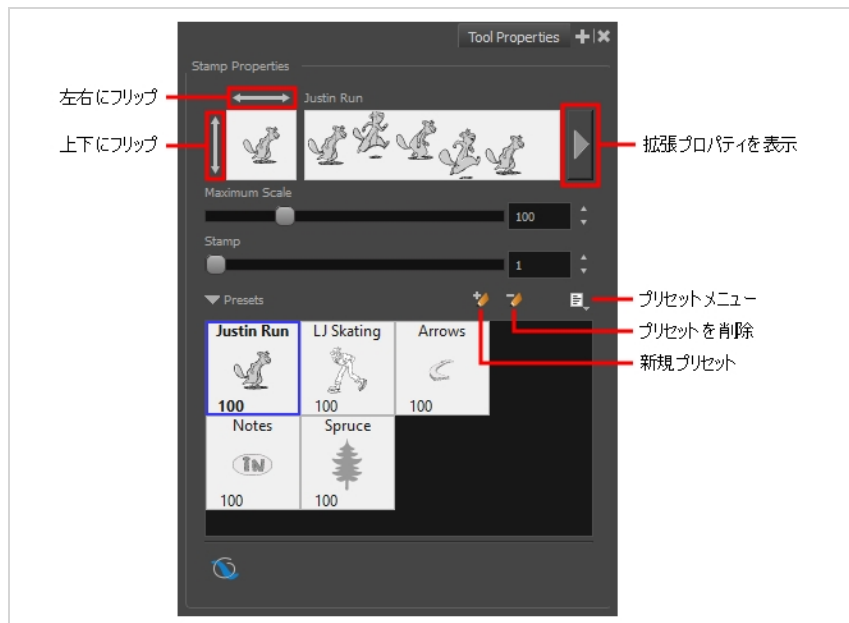 Tool Properties
Stamp Properties
左右にフリップ
Justin Run
上下にフリップ
拡張プロパティを表示
Maximum Scale
100
Stamp
1
Presets
プリセットメニュー
プリセットを削除
新規プリセット
Justin Run
LJ Skating
Arrows
100
100
100
Notes
Spruce
IN
100
100